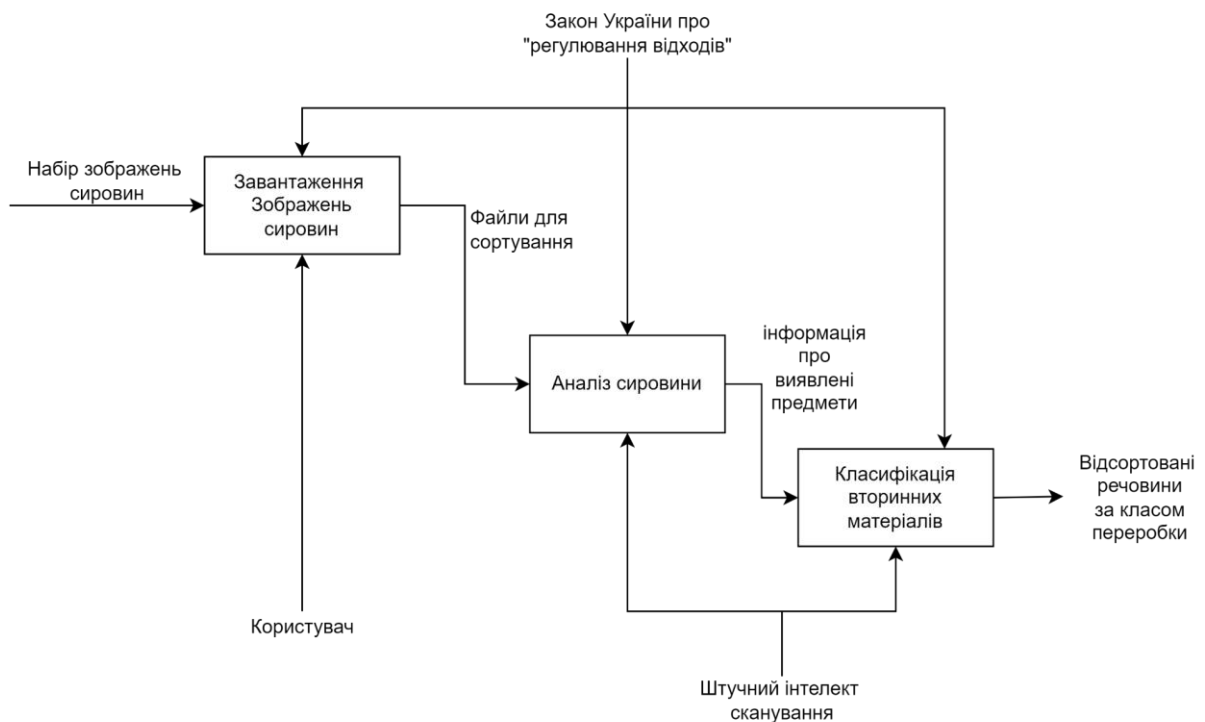 Закон України про
"регулювання відходів"
Набір зображень
сировин
Завантаження
Зображень
сировин
Файли для
сортування
Аналіз сировини
інформація
про
виявлені
предмети
Класифікація
вторинних
матеріалів
Відсортовані
речовини
за класом
переробки
Користувач
Штучний інтелект
сканування